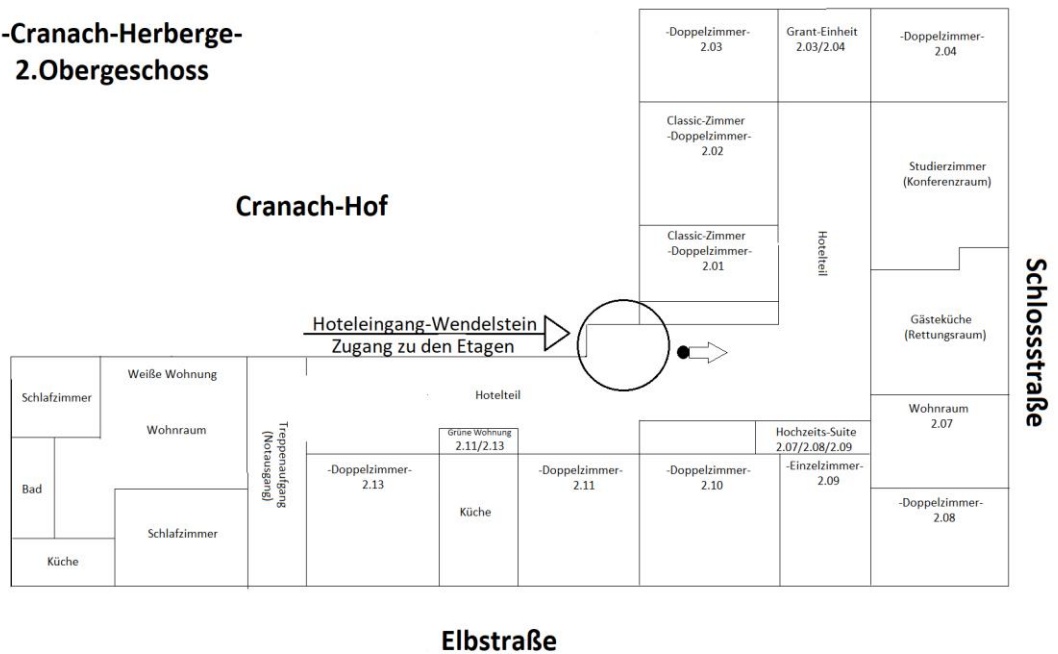 -Cranach-Herberge-
2.Obergeschoss
-Doppelzimmer-
2.03
Grant-Einheit
2.03/2.04
-Doppelzimmer-
2.04
Classic-Zimmer
-Doppelzimmer-
2.02
Studierzimmer
(Konferenzraum)
Cranach-Hof
Classic-Zimmer
-Doppelzimmer-
2.01
Hotelteil
Schlossstraße
Gästeküche
(Rettungsraum)
Hoteleingang-Wendelstein
Zugang zu den Etagen
Weiße Wohnung
Schlafzimmer
Wohnraum
Hotelteil
Wohnraum
2.07
Treppenaufgang
(Notausgang)
Grüne Wohnung
2.11/2.13
Hochzeits-Suite
2.07/2.08/2.09
-Doppelzimmer-
2.13
-Doppelzimmer-
2.11
-Doppelzimmer-
2.10
-Einzelzimmer-
2.09
Bad
Küche
-Doppelzimmer-
2.08
Schlafzimmer
Küche
Elbstraße